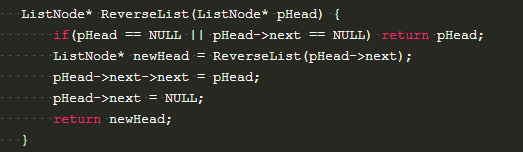 ListNode* ReverseList(ListNode* pHead) {
if(pHead == NULL || pHead->next == NULL) return pHead;
ListNode* newHead = ReverseList(pHead->next);
pHead->next->next = pHead;
pHead->next = NULL;
return newHead;
}